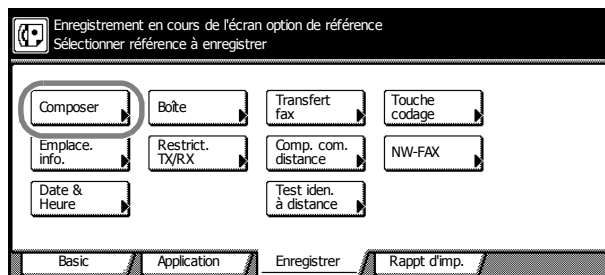 Enregistrement en cours de l'écran option de référence
Sélectionner référence à enregistrer
Composer
Boîte
Transfert
fax
Touche
codage
Emplace.
info.
Restrict.
TX/RX
Comp. com.
distance
NW-FAX
Date &
Heure
Test iden.
à distance
Basic
Application
Enregistrer
Rappt d'imp.